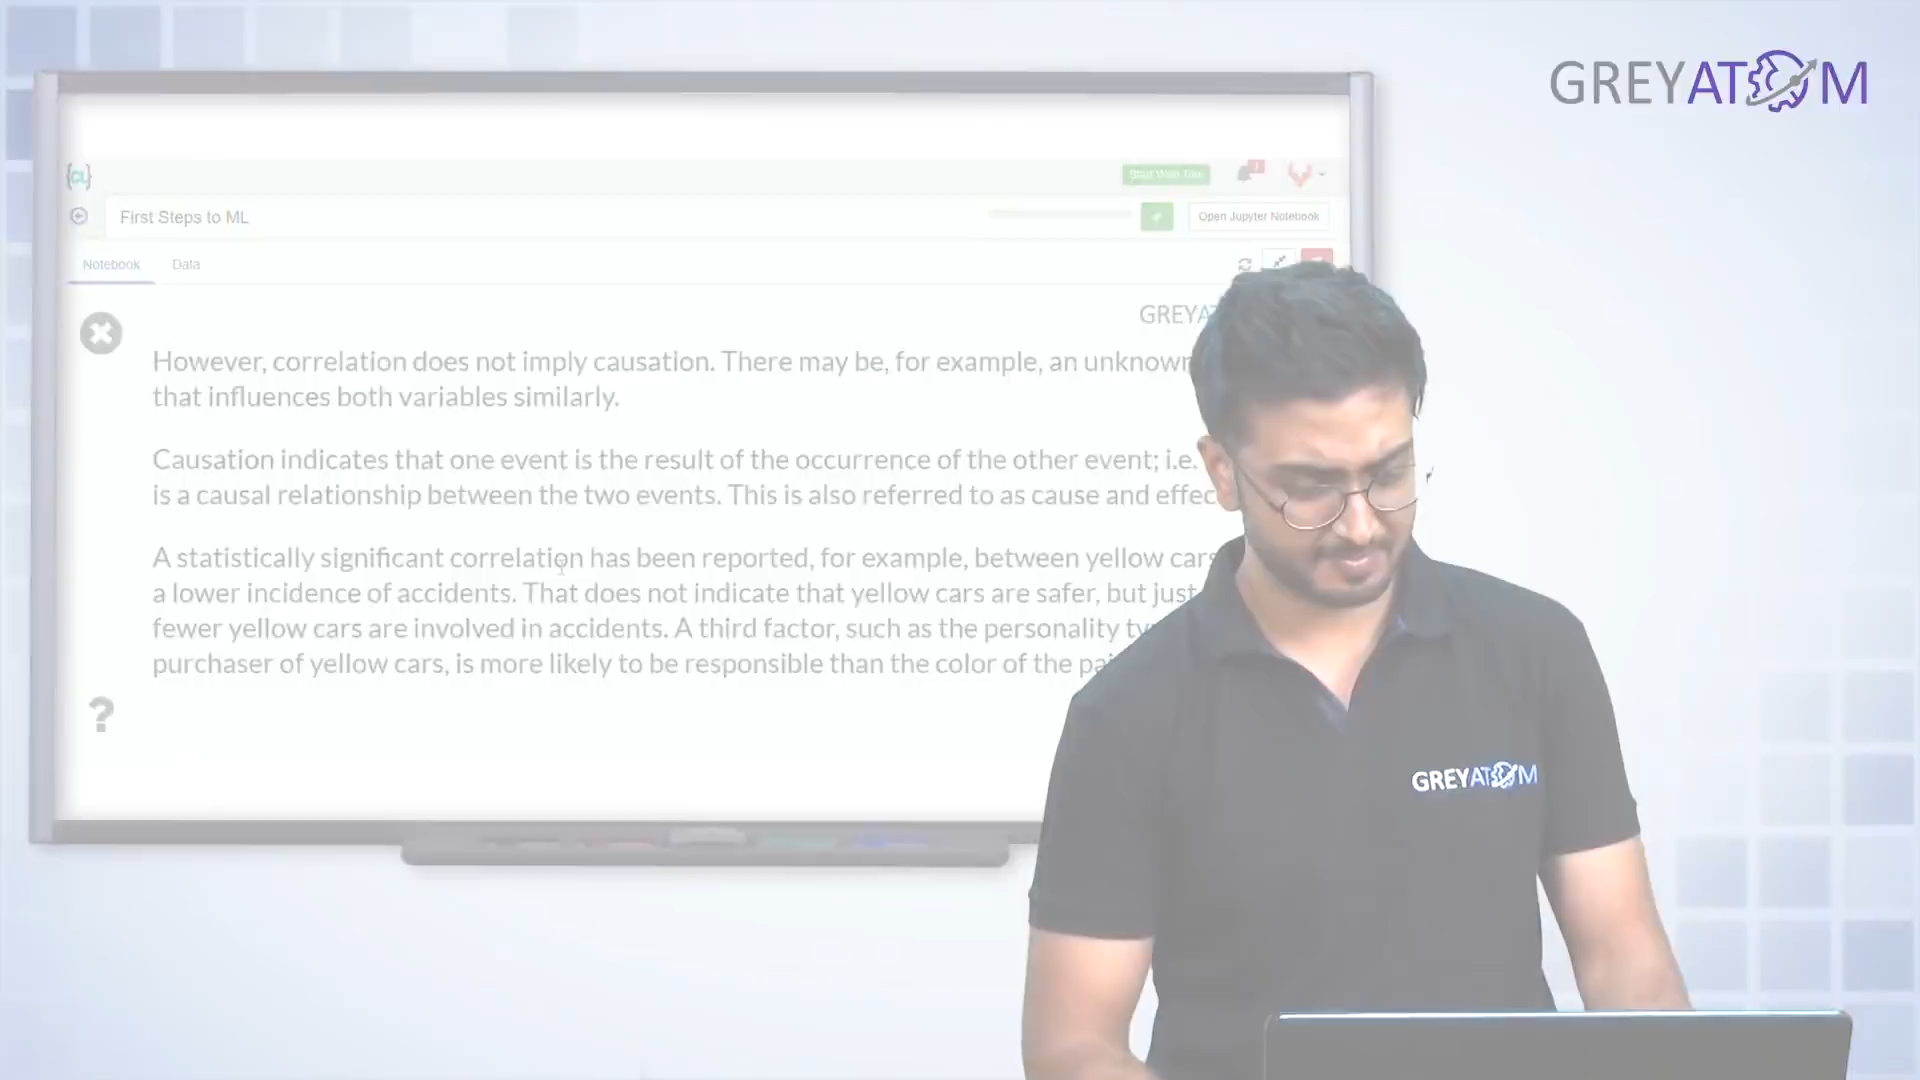 GREYATOM
{CL}
Start Web Tour
First Steps to ML
Open Jupyter Notebook
Notebook
Data
GREYAT
However, correlation does not imply causation. There may be, for example, an unknown
that influences both variables similarly.
Causation indicates that one event is the result of the occurrence of the other event; i.e.
is a causal relationship between the two events. This is also referred to as cause and effec
A statistically significant correlation has been reported, for example, between yellow cars
a lower incidence of accidents. That does not indicate that yellow cars are safer, but just
fewer yellow cars are involved in accidents. A third factor, such as the personality ty
purchaser of yellow cars, is more likely to be responsible than the color of the pai
?
GREYATOM